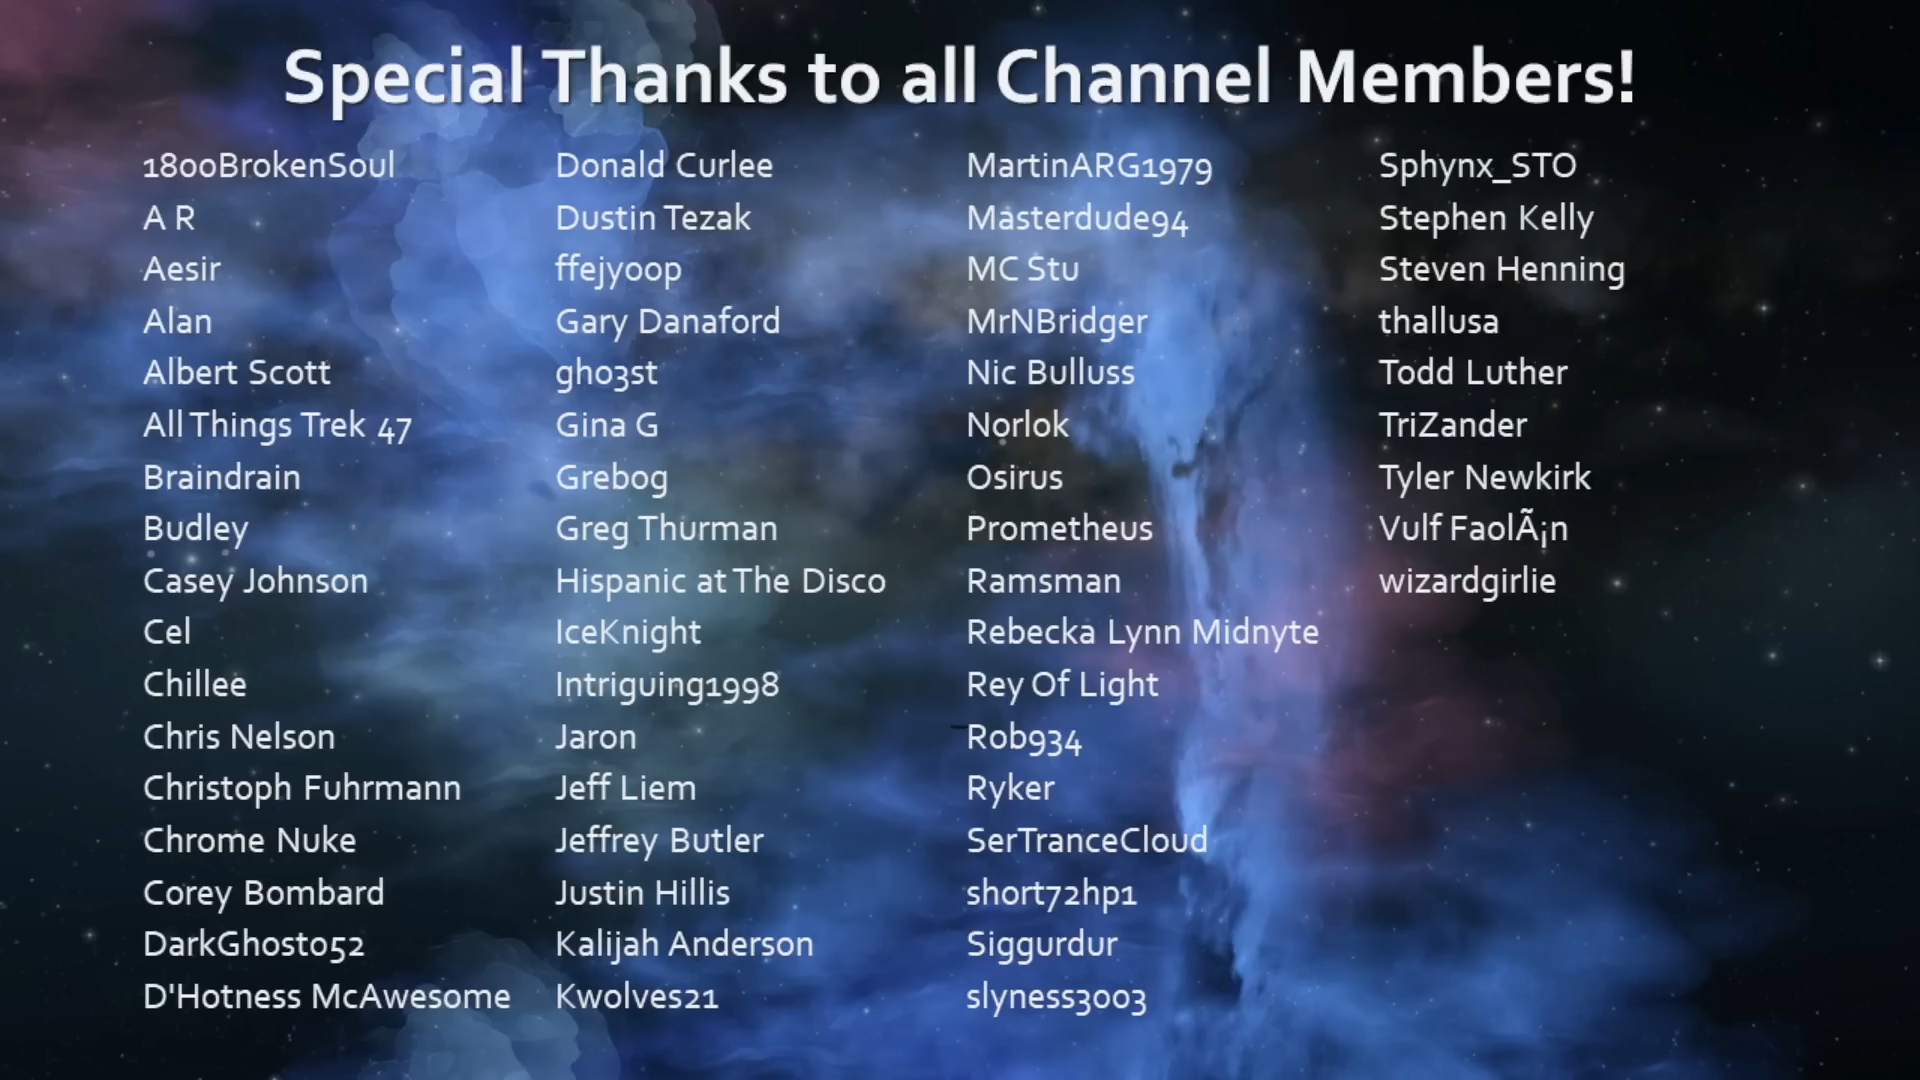 Special Thanks to all Channel Members!
1800BrokenSoul
A R
Aesir
Alan
Albert Scott
All Things Trek 47
Braindrain
Budley
Casey Johnson
Cel
Chillee
Chris Nelson
Christoph Fuhrmann
Chrome Nuke
Corey Bombard
DarkGhost052
D'Hotness McAwesome
Donald Curlee
Dustin Tezak
ffejyoop
Gary Danaford
gho3st
Gina G
Grebog
Greg Thurman
Hispanic at The Disco
IceKnight
Intriguing1998
Jaron
Jeff Liem
Jeffrey Butler
Justin Hillis
Kalijah Anderson
Kwolves21
MartinARG1979
Masterdude94
MC Stu
MrNBridger
Nic Bulluss
Norlok
Osirus
Prometheus
Ramsman
Rebecka Lynn Midnyte
Rey Of Light
Rob934
Ryker
SerTranceCloud
short72hp1
Siggurdur
slyness3003
Sphynx_STO
Stephen Kelly
Steven Henning
thallusa
Todd Luther
TriZander
Tyler Newkirk
Vulf FaolÃ¡n
wizardgirlie